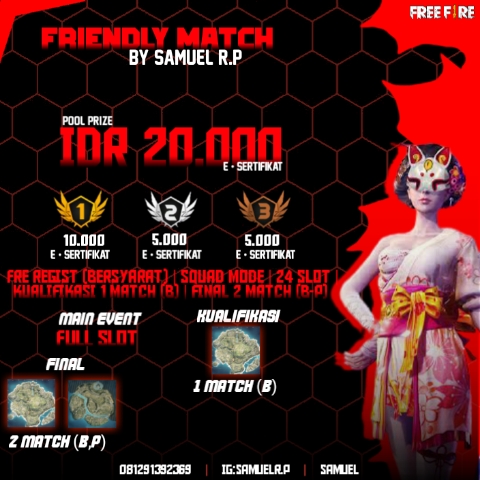 FREE FIRE
FRIENDLY MATCH
BY SAMUEL R.P
POOL PRIZE
IDR 20.000
E - SERTIFIKAT
1
2
3
10.000
5.000
5.000
E - SERTIFIKAT
E - SERTIFIKAT
E - SERTIFIKAT
FRE REGIST (BERSYARAT) | SQUAD MODE | 24 SLOT |
KUALIFIKASI 1 MATCH (B) | FINAL 2 MATCH (B-P)
MAIN EVENT
FULL SLOT
FINAL
2 MATCH (B,P)
KUALIFIKASI
1 MATCH (B)
081291392369 | IG:SAMUELR.P | SAMUEL